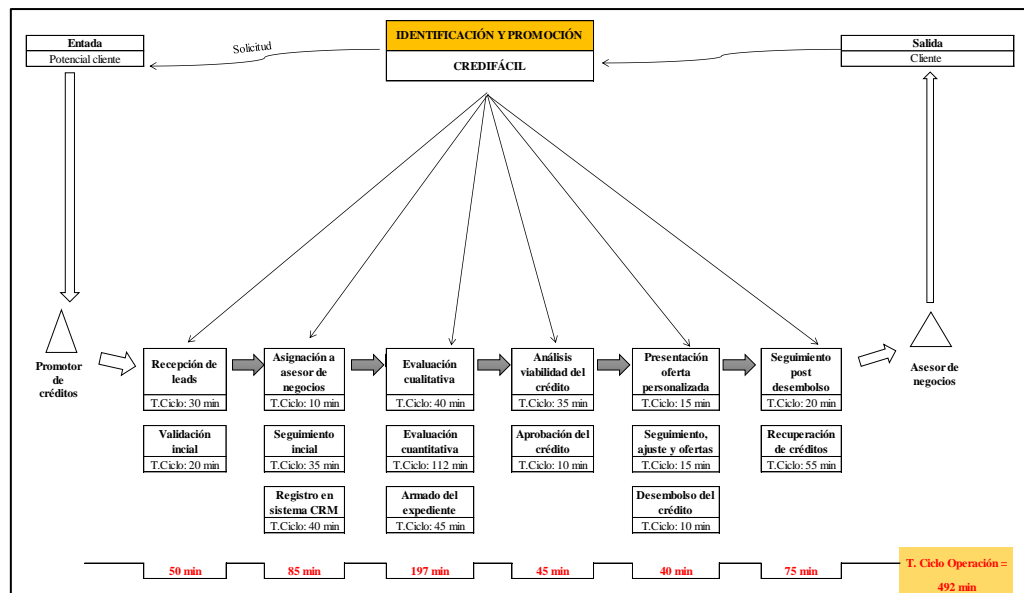 IDENTIFICACIÓN Y PROMOCIÓN
CREDIFÁCIL
Entada
Potencial cliente
Solicitud
Salida
Cliente
Promotor
de
créditos
Recepción de
leads
T.Ciclo: 30 min
Asignación a
asesor de
negocios
T.Ciclo: 10 min
Evaluación
cualitativa
T.Ciclo: 40 min
Análisis
viabilidad del
crédito
T.Ciclo: 35 min
Presentación
oferta
personalizada
T.Ciclo: 15 min
Seguimiento
post
desembolso
T.Ciclo: 20 min
Asesor de
negocios
Validación
incial
T.Ciclo: 20 min
Seguimiento
incial
T.Ciclo: 35 min
Evaluación
cuantitativa
T.Ciclo: 112 min
Aprobación del
crédito
T.Ciclo: 10 min
Seguimiento,
ajuste y ofertas
T.Ciclo: 15 min
Recuperación
de créditos
T.Ciclo: 55 min
Registro en
sistema CRM
T.Ciclo: 40 min
Armado del
expediente
T.Ciclo: 45 min
Desembolso del
crédito
T.Ciclo: 10 min
50 min
85 min
197 min
45 min
40 min
75 min
T. Ciclo Operación =
492 min